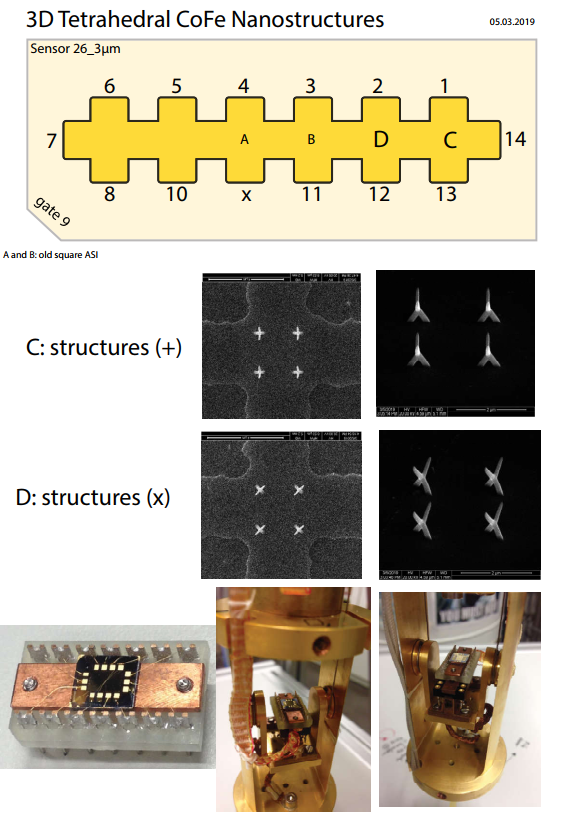 3D Tetrahedral CoFe Nanostructures
05.03.2019
Sensor 26_3µm
6 5 4 3 2 1
7 A B D C 14
8 10 x 11 12 13
gate 9
A and B: old square ASI
C: structures (+)
D: structures (x)